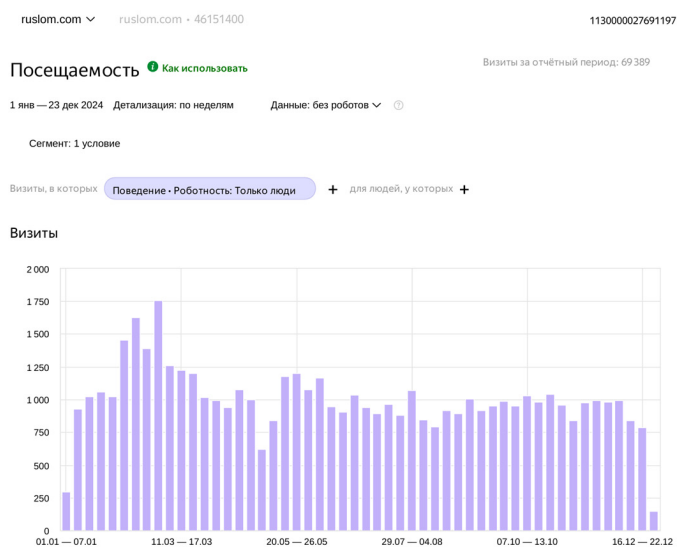 ruslom.com ruslom.com • 46151400 1130000027691197
Посещаемость Как использовать Визиты за отчётный период: 69 389
1 янв — 23 дек 2024 Детализация: по неделям Данные: без роботов
Сегмент: 1 условие
Визиты, в которых Поведение • Роботность: Только люди + для людей, у которых +
Визиты
2 000
1 750
1 500
1 250
1 000
750
500
250
0
01.01 — 07.01 11.03 — 17.03 20.05 — 26.05 29.07 — 04.08 07.10 — 13.10 16.12 — 22.12